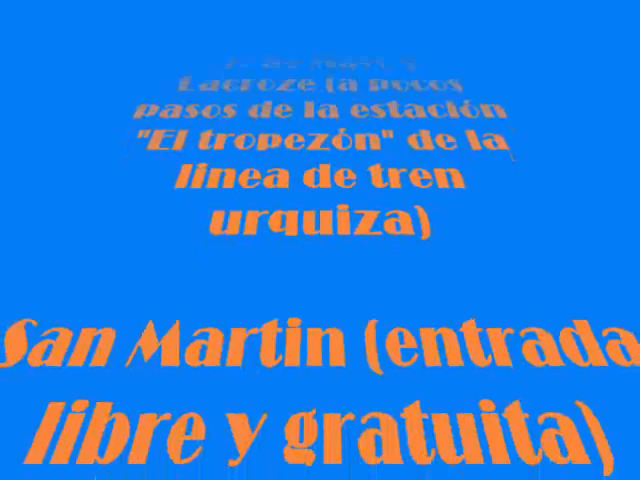 Lacroze (a pocos
pasos de la estación
"El tropezón" de la
linea de tren
urquiza)
San Martin (entrada
libre y gratuita)